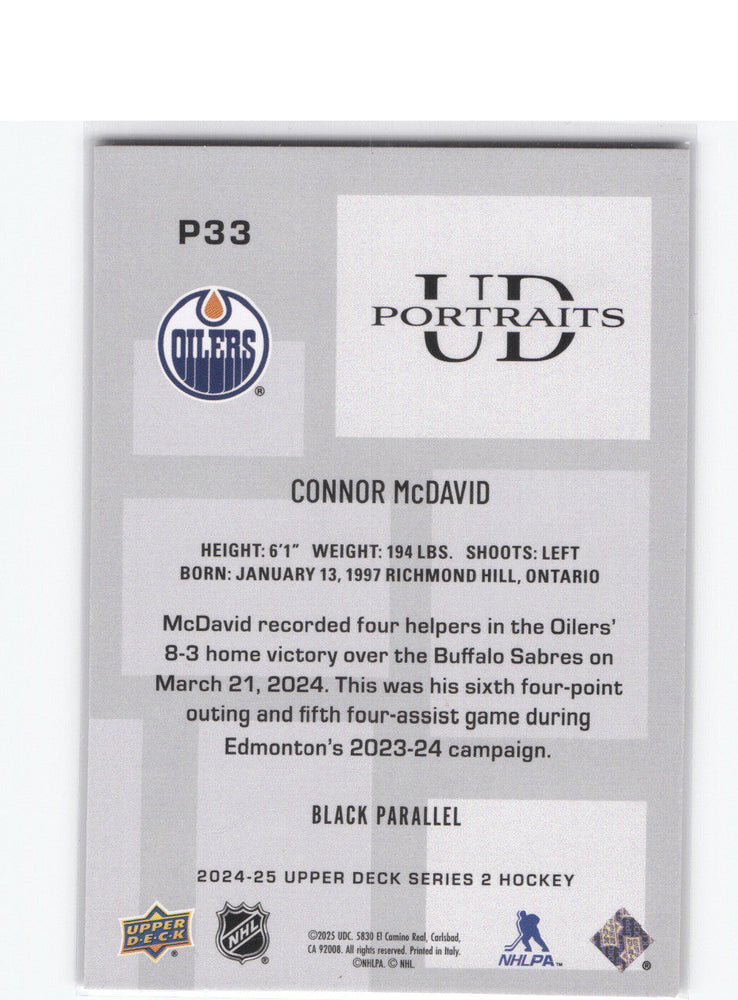 P33
OILERS
®
UD
PORTRAITS
CONNOR McDAVID
HEIGHT: 6'1" WEIGHT: 194 LBS. SHOOTS: LEFT
BORN: JANUARY 13, 1997 RICHMOND HILL, ONTARIO
McDavid recorded four helpers in the Oilers'
8-3 home victory over the Buffalo Sabres on
March 21, 2024. This was his sixth four-point
outing and fifth four-assist game during
Edmonton's 2023-24 campaign.
BLACK PARALLEL
2024-25 UPPER DECK SERIES 2 HOCKEY
UPPER
D·E·C·K
®
NHL
®
©2025 UDC. 5830 El Camino Real, Carlsbad,
CA 92008. All rights reserved. Printed in Italy.
©NHLPA. © NHL.
NHLPA™
®